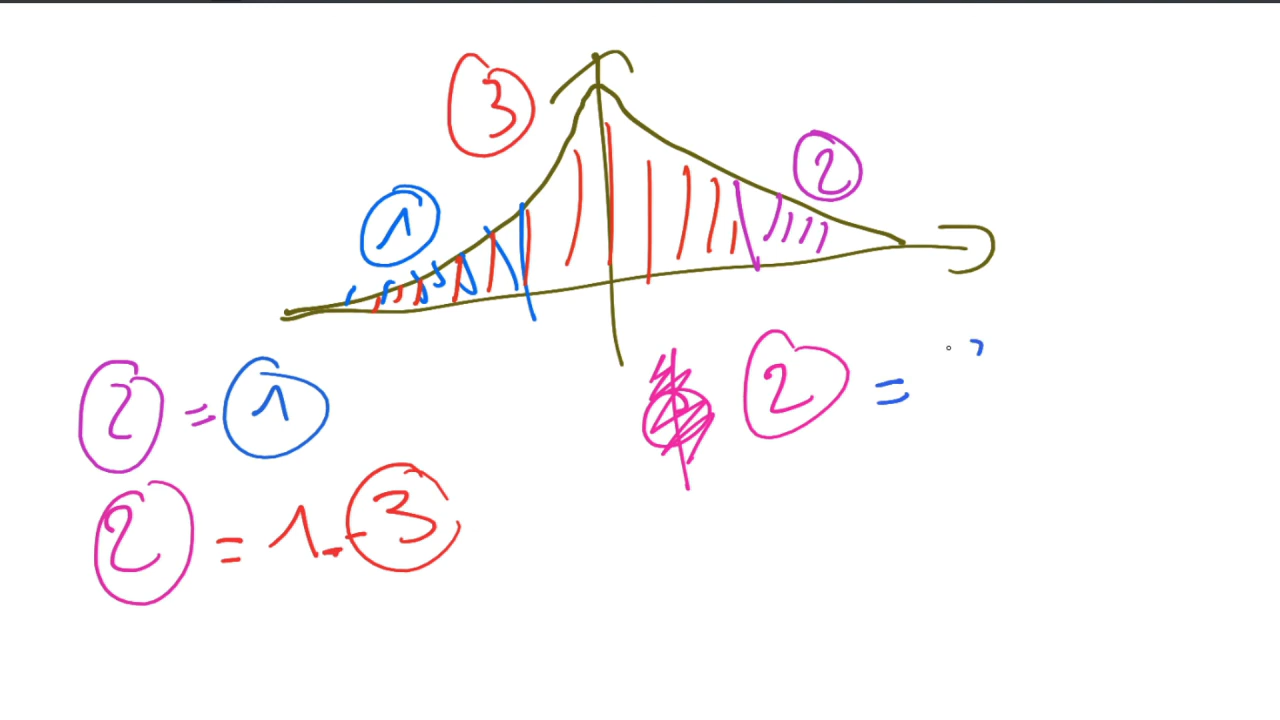 3
1
2
2 = 1
2 =
2 = 1 - 3